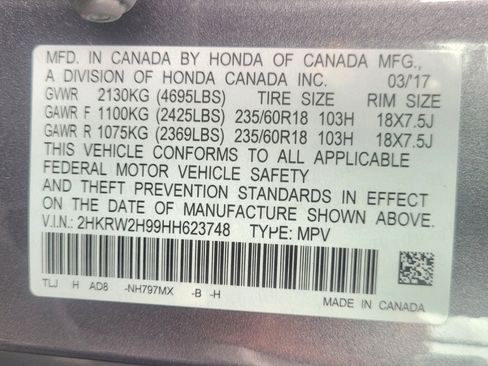 MFD. IN CANADA BY HONDA OF CANADA MFG.,
A DIVISION OF HONDA CANADA INC. 03/'17
GVWR 2130KG (4695LBS) TIRE SIZE RIM SIZE
GAWR F 1100KG (2425LBS) 235/60R18 103H 18X7.5J
GAWR R 1075KG (2369LBS) 235/60R18 103H 18X7.5J
THIS VEHICLE CONFORMS TO ALL APPLICABLE
FEDERAL MOTOR VEHICLE SAFETY
AND THEFT PREVENTION STANDARDS IN EFFECT
ON THE DATE OF MANUFACTURE SHOWN ABOVE.
V.I.N.: 2HKRW2H99HH623748 TYPE: MPV
TLJ H AD8 -NH797MX -B -H
MADE IN CANADA